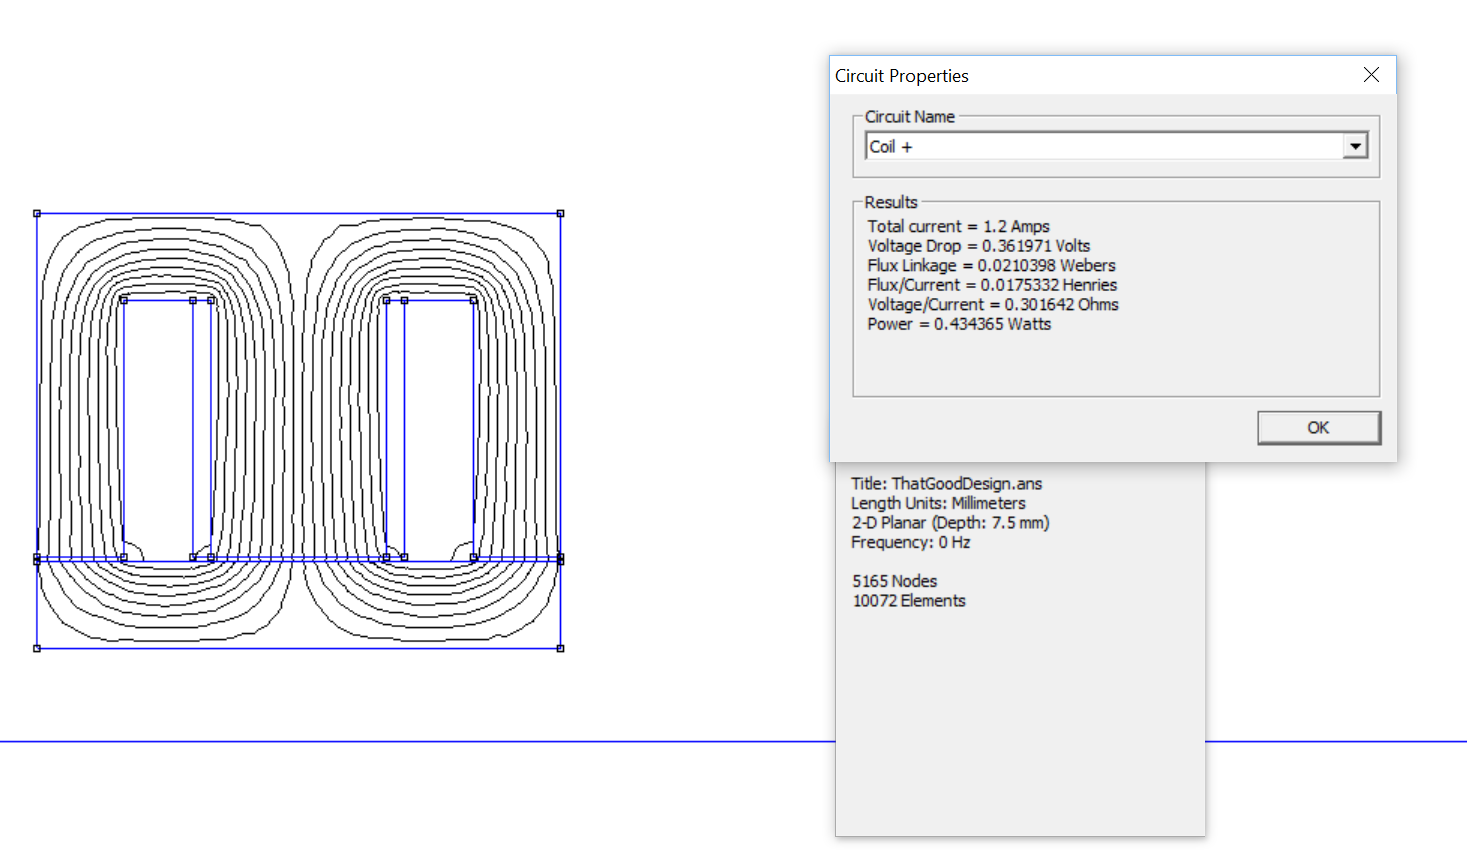 Circuit Properties
Circuit Name
Coil +
Results
Total current = 1.2 Amps
Voltage Drop = 0.361971 Volts
Flux Linkage = 0.0210398 Webers
Flux/Current = 0.0175332 Henries
Voltage/Current = 0.301642 Ohms
Power = 0.434365 Watts
OK
Title: ThatGoodDesign.ans
Length Units: Millimeters
2-D Planar (Depth: 7.5 mm)
Frequency: 0 Hz
5165 Nodes
10072 Elements